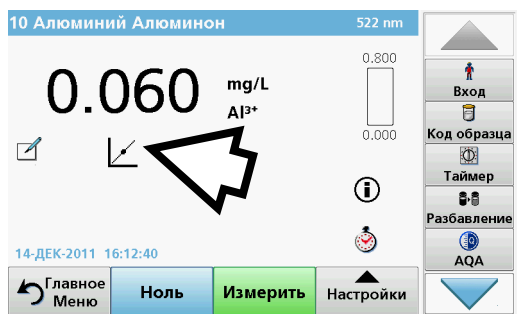 10 Алюминий Алюминон
522 nm
0.060
mg/L
Al³⁺
0.800
0.000
14-ДЕК-2011 16:12:40
Главное
Меню
Ноль
Измерить
Настройки
Вход
Код образца
Таймер
Разбавление
AQA